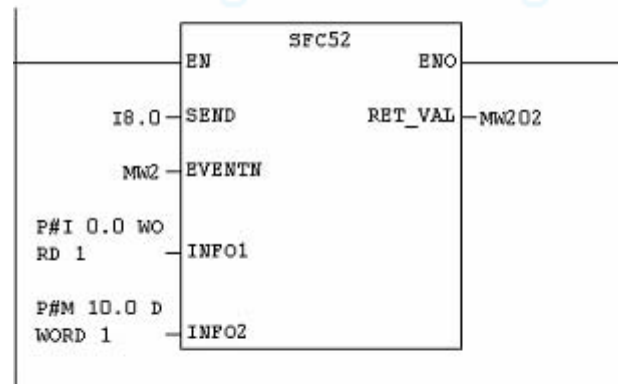 SFC52
EN ENO
I8.0 SEND RET_VAL MW202
MW2 EVENTN
P#I 0.0 WO
RD 1 INFO1
P#M 10.0 D
WORD 1 INFO2